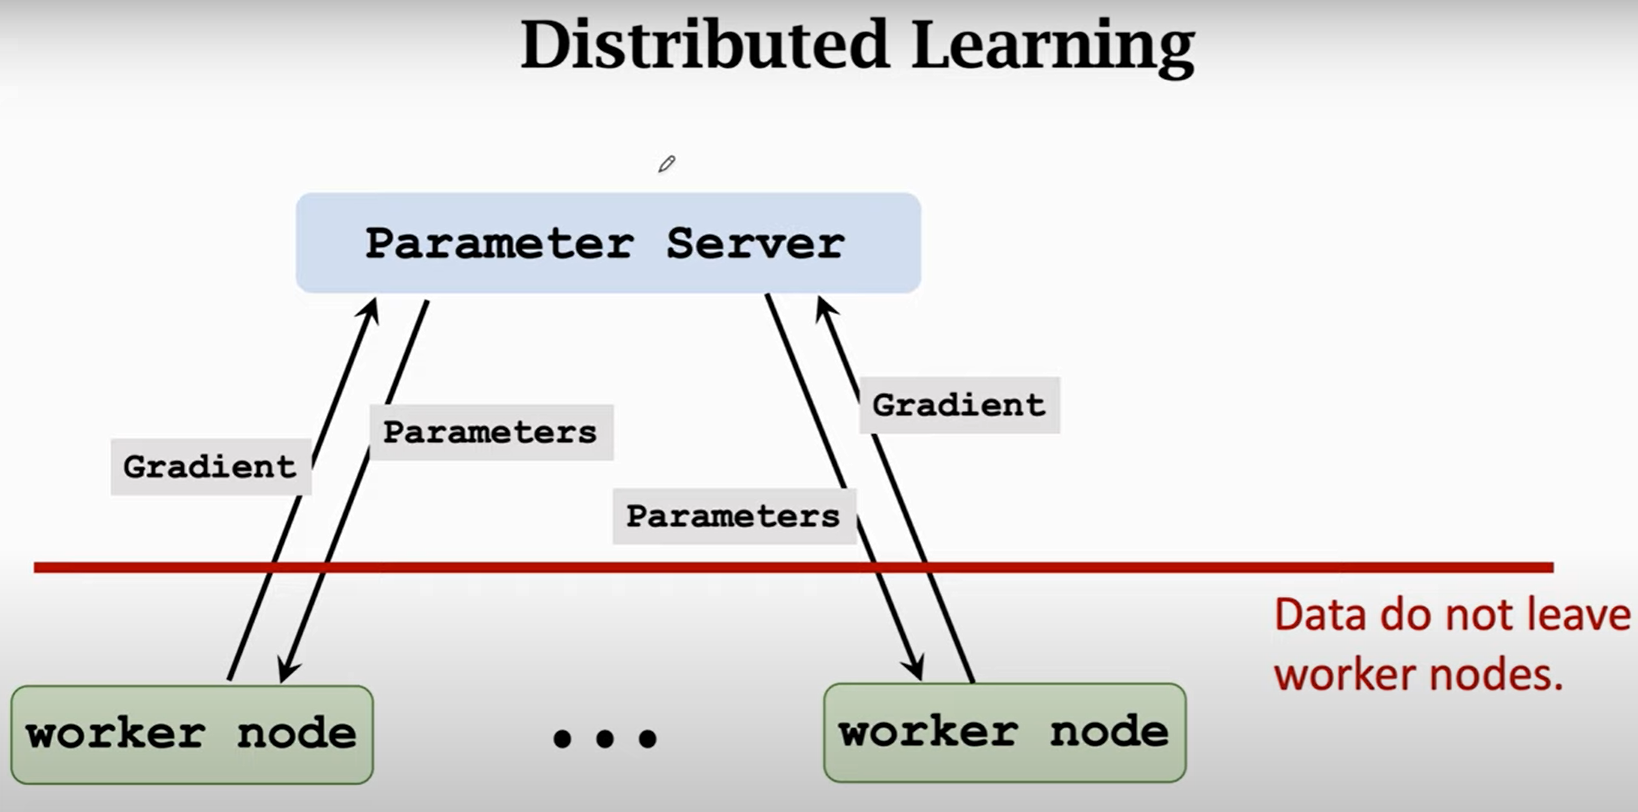 Distributed Learning
Parameter Server
Gradient
Parameters
Gradient
Parameters
Data do not leave
worker nodes.
worker node
...
worker node